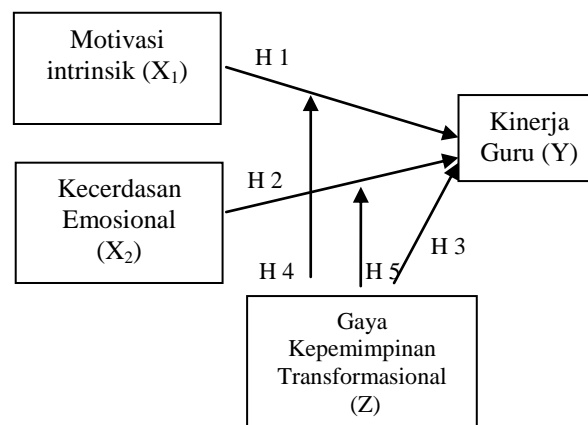 Motivasi
intrinsik (X₁)
H 1
Kinerja
Guru (Y)
Kecerdasan
Emosional
(X₂)
H 2
H 3
H 4
H 5
Gaya
Kepemimpinan
Transformasional
(Z)